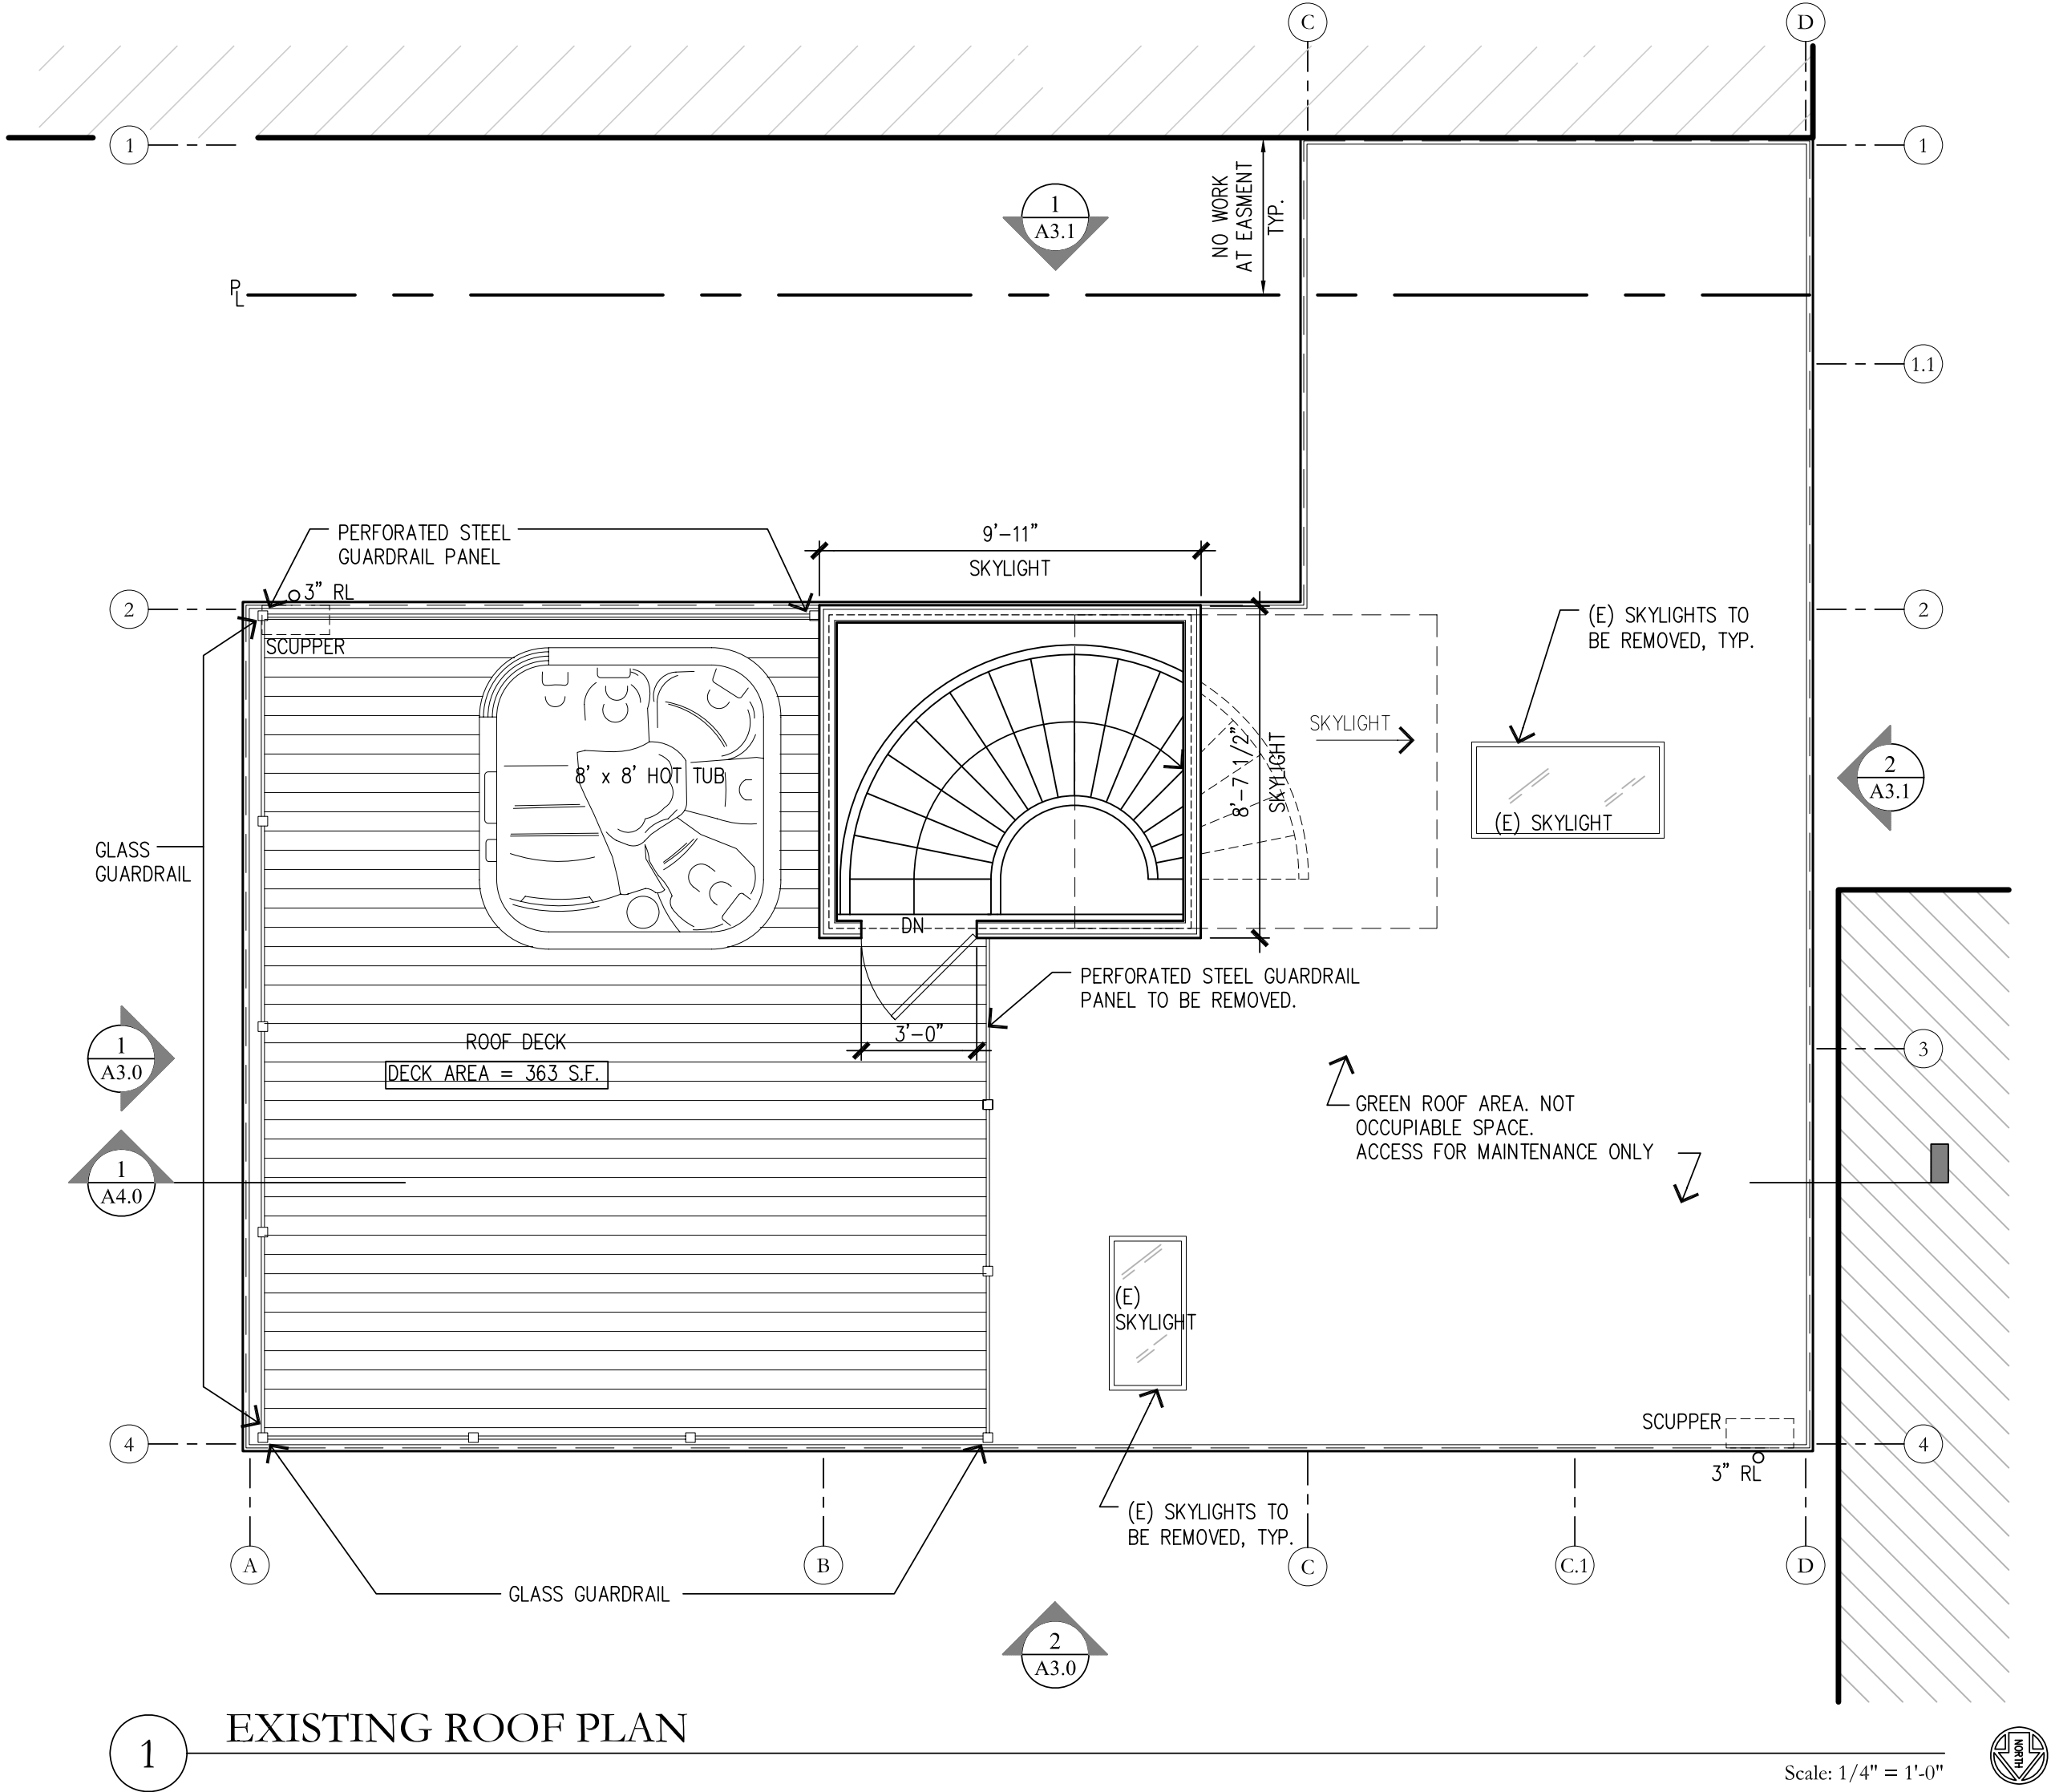 C
D
1
1
NO WORK
AT EASMENT
TYP.
1
A3.1
PL
1.1
PERFORATED STEEL
GUARDRAIL PANEL
9'-11"
SKYLIGHT
3" RL
2
2
(E) SKYLIGHTS TO
BE REMOVED, TYP.
SCUPPER
SKYLIGHT
8'-7 1/2"
SKYLIGHT
8' x 8' HOT TUB
2
A3.1
(E) SKYLIGHT
GLASS
GUARDRAIL
DN
PERFORATED STEEL GUARDRAIL
PANEL TO BE REMOVED.
3'-0"
ROOF DECK
DECK AREA = 363 S.F.
1
A3.0
3
GREEN ROOF AREA. NOT
OCCUPIABLE SPACE.
ACCESS FOR MAINTENANCE ONLY
1
A4.0
(E)
SKYLIGHT
SCUPPER
4
4
3" RL
(E) SKYLIGHTS TO
BE REMOVED, TYP.
A
B
C
C.1
D
GLASS GUARDRAIL
2
A3.0
1
EXISTING ROOF PLAN
Scale: 1/4" = 1'-0"
NORTH